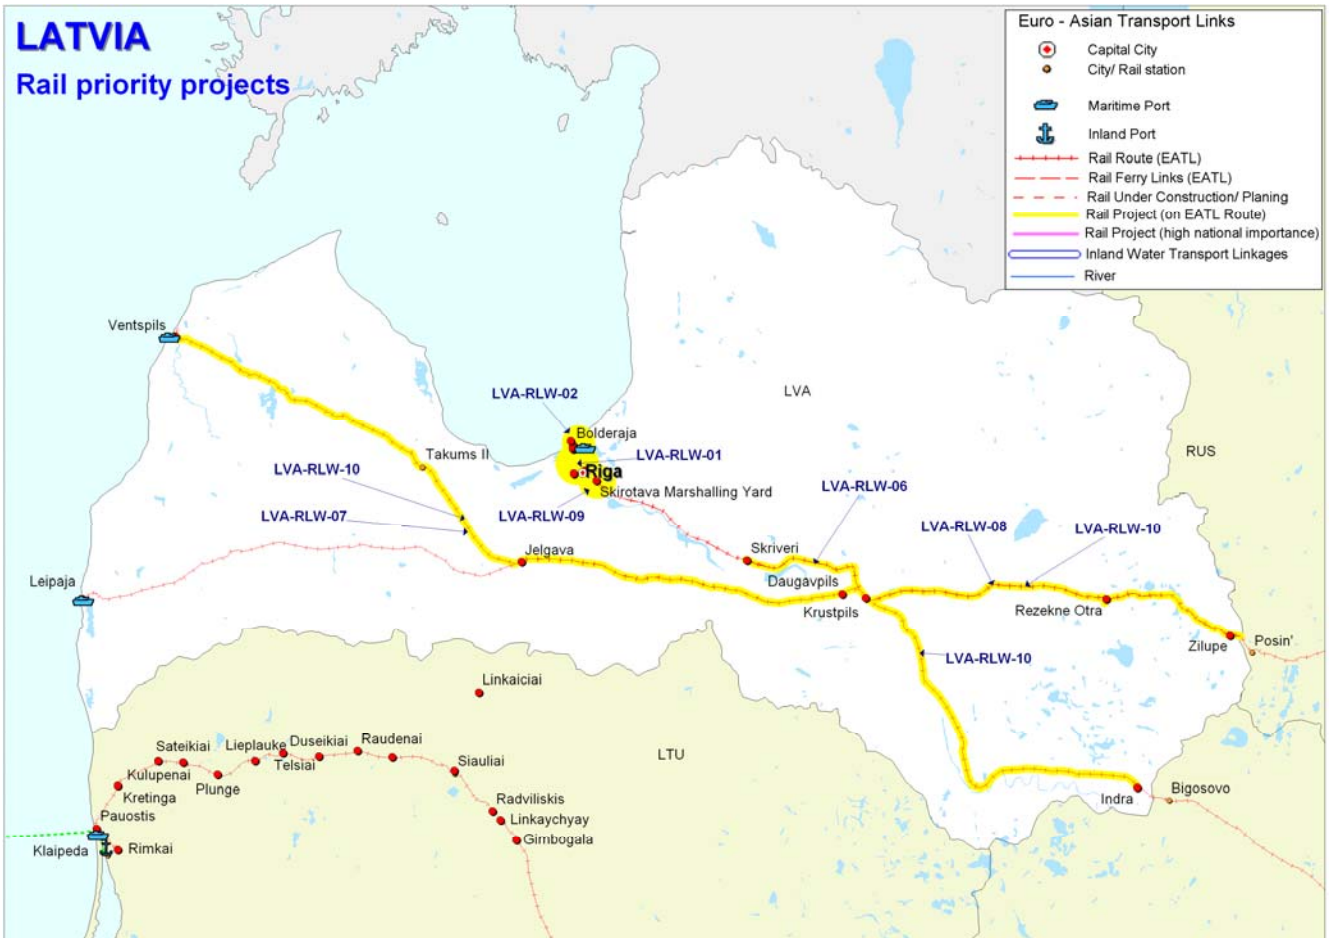 LATVIA
Rail priority projects
Euro - Asian Transport Links
Capital City
City/ Rail station
Maritime Port
Inland Port
Rail Route (EATL)
Rail Ferry Links (EATL)
Rail Under Construction/ Planing
Rail Project (on EATL Route)
Rail Project (high national importance)
Inland Water Transport Linkages
River
Ventspils
LVA-RLW-02
LVA
Bolderaja
Takums II
LVA-RLW-01
RUS
LVA-RLW-10
Riga
Skirotava Marshalling Yard
LVA-RLW-06
LVA-RLW-07
LVA-RLW-09
LVA-RLW-08
LVA-RLW-10
Jelgava
Skriveri
Leipaja
Daugavpils
Krustpils
Rezekne Otra
Zilupe
Posin'
LVA-RLW-10
Linkaiciai
LTU
Sateikiai
Lieplauke
Duseikiai
Raudenai
Telsiai
Siauliai
Kulupenai
Plunge
Kretinga
Indra
Bigosovo
Radviliskis
Linkaychyay
Pauostis
Gimbogala
Klaipeda
Rimkai